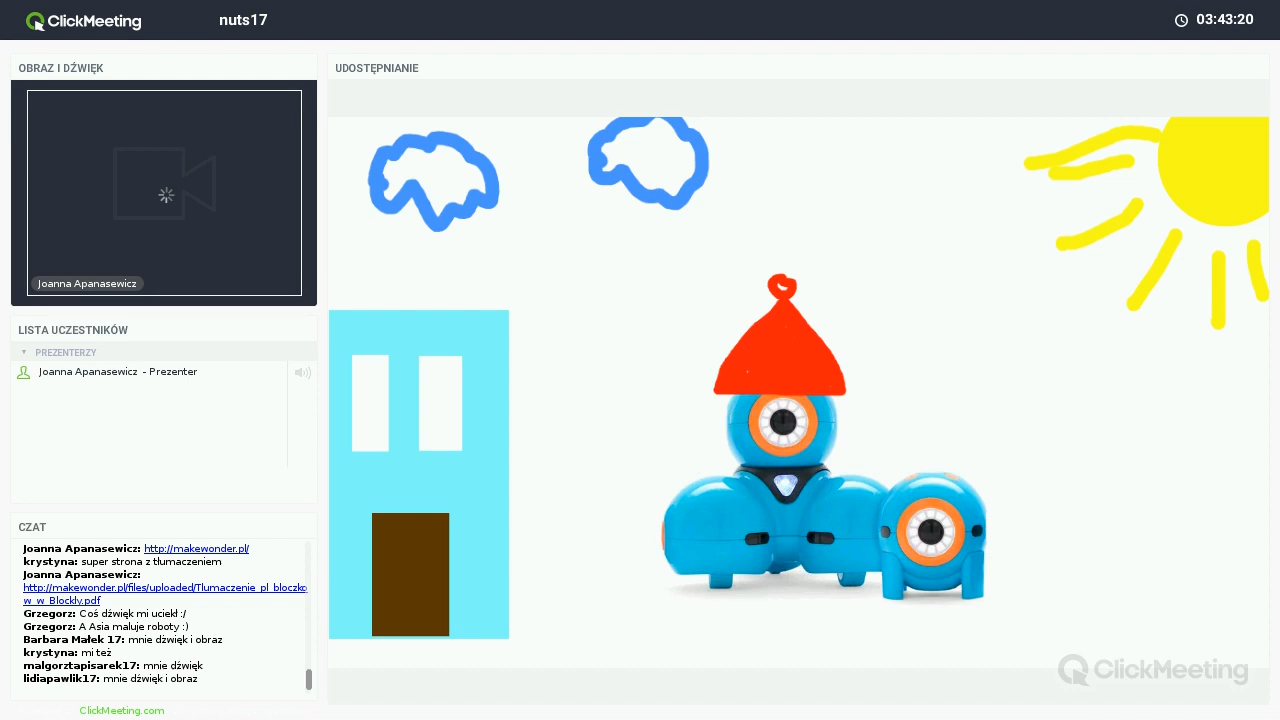 ClickMeeting
nuts17
03:43:20
OBRAZ I DŹWIĘK
UDOSTĘPNIANIE
Joanna Apanasewicz
LISTA UCZESTNIKÓW
PREZENTERZY
Joanna Apanasewicz - Prezenter
CZAT
Joanna Apanasewicz: http://makewonder.pl/
krystyna: super strona z tłumaczeniem
Joanna Apanasewicz:
http://makewonder.pl/files/uploaded/Tlumaczenie_pl_bloczko
w_w_Blockly.pdf
Grzegorz: Coś dźwięk mi uciekł :/
Grzegorz: A Asia maluje roboty :)
Barbara Małek 17: mnie dźwięk i obraz
krystyna: mi też
malgorztapisarek17: mnie dźwięk
lidiapawlik17: mnie dźwięk i obraz
ClickMeeting
ClickMeeting.com